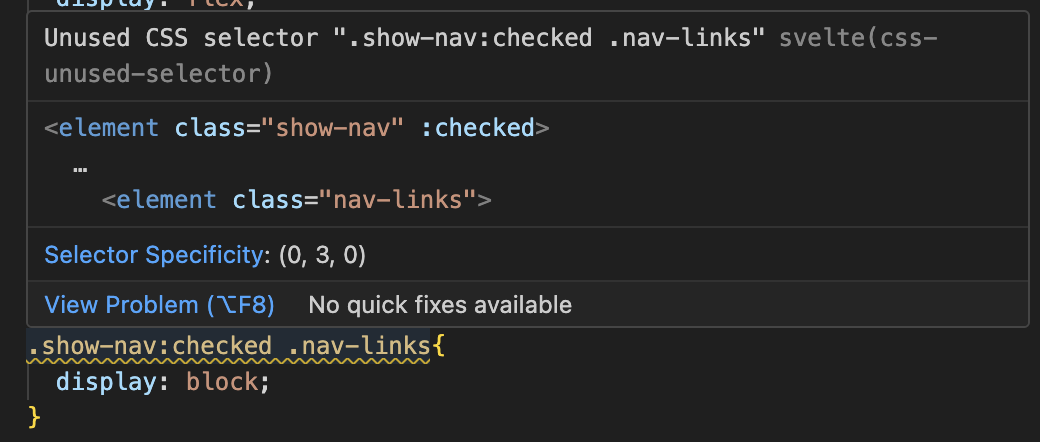 display: flex;
Unused CSS selector ".show-nav:checked .nav-links" svelte(css-
unused-selector)
<element class="show-nav" :checked>
…
<element class="nav-links">
Selector Specificity: (0, 3, 0)
View Problem (⌥F8) No quick fixes available
.show-nav:checked .nav-links{
display: block;
}